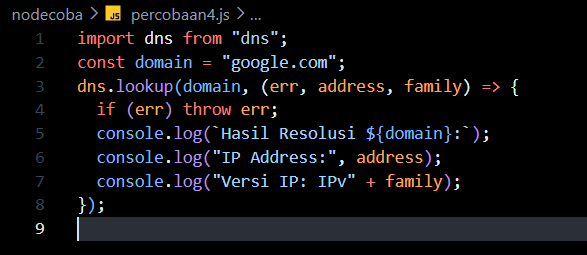 nodecoba > JS percobaan4.js > ...
1 import dns from "dns";
2 const domain = "google.com";
3 dns.lookup(domain, (err, address, family) => {
4   if (err) throw err;
5   console.log(`Hasil Resolusi ${domain}:`);
6   console.log("IP Address:", address);
7   console.log("Versi IP: IPv" + family);
8 });
9